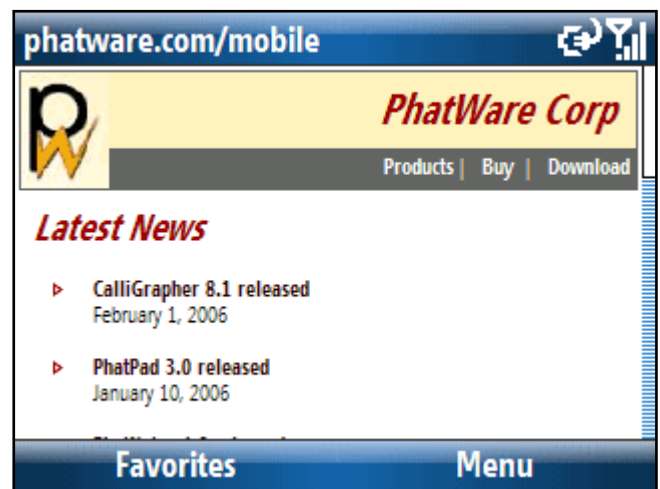 phatware.com/mobile
PhatWare Corp
Products | Buy | Download
Latest News
CalliGrapher 8.1 released
February 1, 2006
PhatPad 3.0 released
January 10, 2006
Favorites Menu